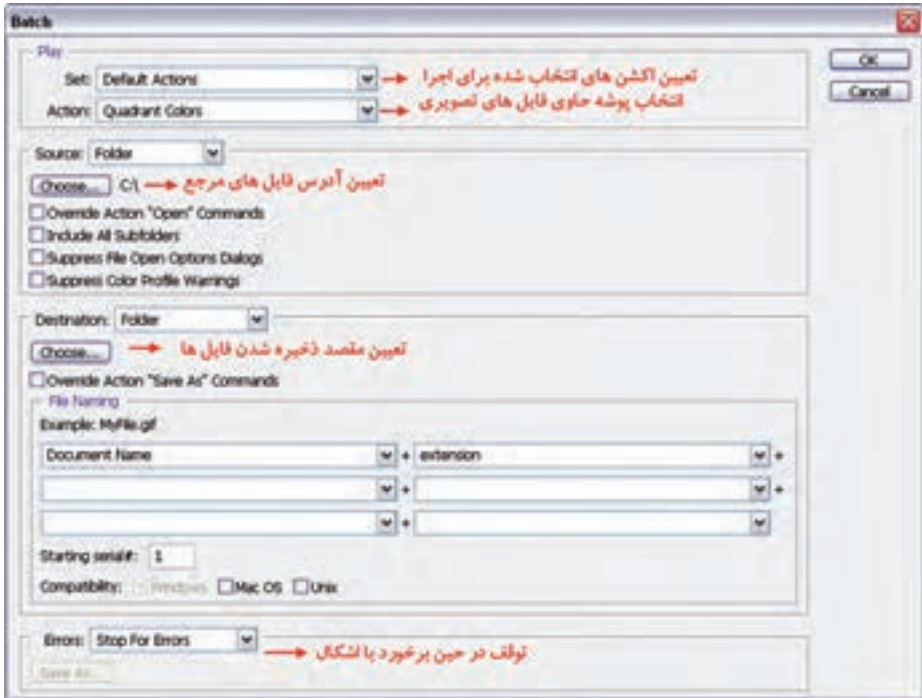 Batch
Play
Set: Default Actions تعیین اکشن های انتخاب شده برای اجرا
OK
Action: Quadrant Colors انتخاب پوشه حاوی فایل های تصویری
Cancel
Source: Folder
Choose... C:\ تعیین آدرس فایل های مرجع
Override Action "Open" Commands
Include All Subfolders
Suppress File Open Options Dialogs
Suppress Color Profile Warnings
Destination: Folder
Choose... تعیین مقصد ذخیره شدن فایل ها
Override Action "Save As" Commands
File Naming
Example: MyFile.gif
Document Name + extension +
+ +
+
Starting serial#: 1
Compatibility: Windows Mac OS Unix
Errors: Stop For Errors توقف در حین برخورد با اشکال
Save As...